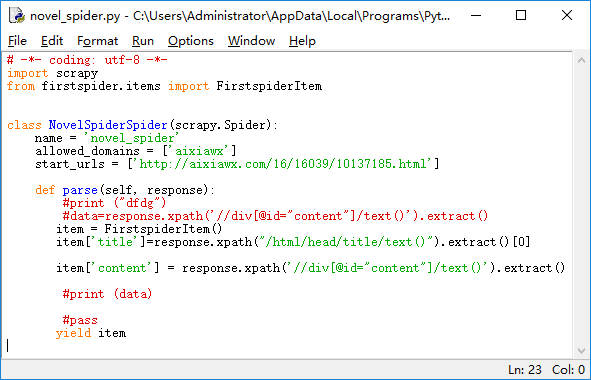 novel_spider.py - C:\Users\Administrator\AppData\Local\Programs\Pyt...
File Edit Format Run Options Window Help
# -*- coding: utf-8 -*-
import scrapy
from firstspider.items import FirstspiderItem
class NovelSpiderSpider(scrapy.Spider):
    name = 'novel_spider'
    allowed_domains = ['aixiawx']
    start_urls = ['http://aixiawx.com/16/16039/10137185.html']
    def parse(self, response):
        #print ("dfdg")
        #data=response.xpath('//div[@id="content"]/text()').extract()
       item = FirstspiderItem()
       item['title']=response.xpath("/html/head/title/text()").extract()[0]
       item['content'] = response.xpath('//div[@id="content"]/text()').extract()
        #print (data)
        #pass
       yield item
Ln: 23 Col: 0